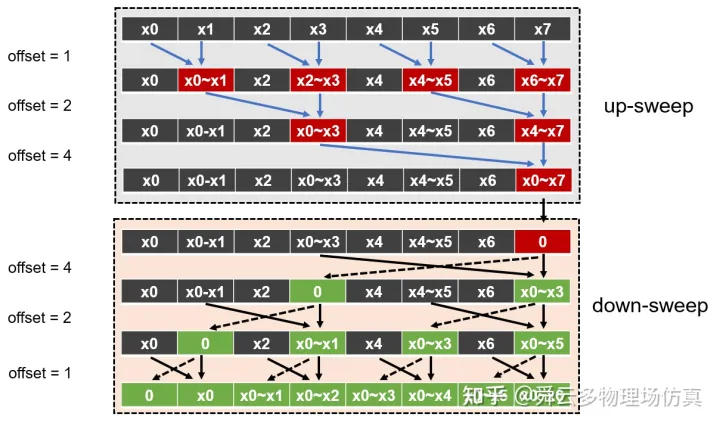 x0 x1 x2 x3 x4 x5 x6 x7
offset = 1
x0 x0~x1 x2 x2~x3 x4 x4~x5 x6 x6~x7
offset = 2
up-sweep
x0 x0-x1 x2 x0~x3 x4 x4~x5 x6 x4~x7
offset = 4
x0 x0-x1 x2 x0~x3 x4 x4~x5 x6 x0~x7
x0 x0-x1 x2 x0~x3 x4 x4~x5 x6 0
offset = 4
x0 x0-x1 x2 0 x4 x4~x5 x6 x0~x3
down-sweep
offset = 2
x0 0 x2 x0~x1 x4 x0~x3 x6 x0~x5
offset = 1
0 x0 x0~x1 x0~x2 x0~x3 x0~x4
知乎 @舜云多物理场仿真